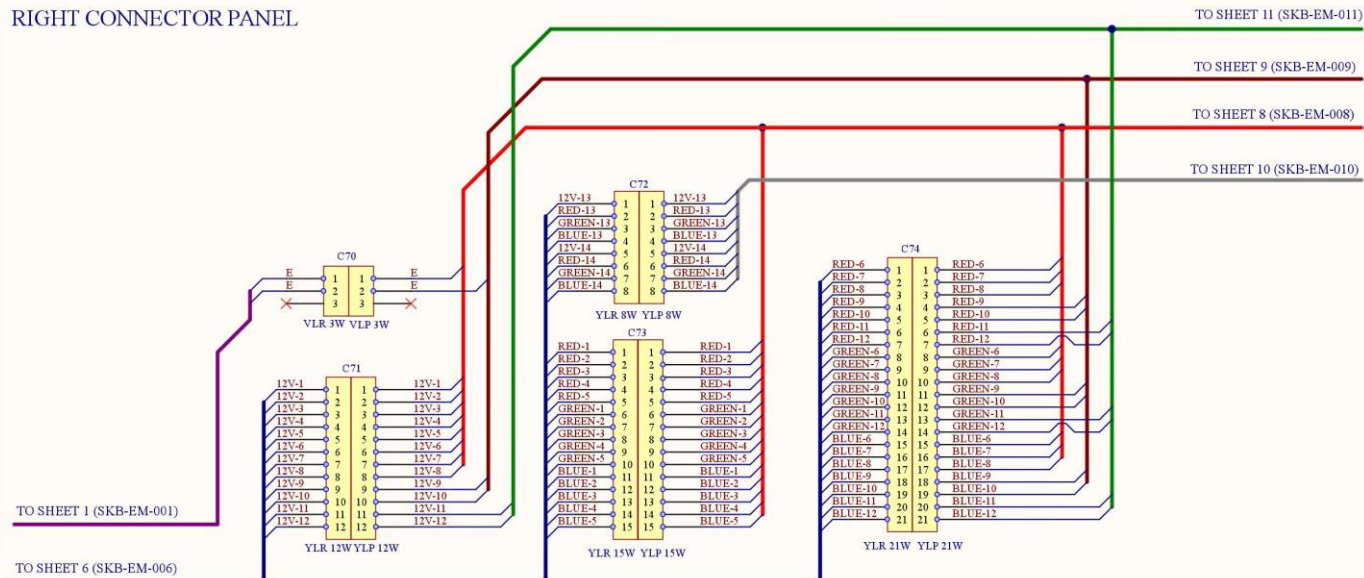 RIGHT CONNECTOR PANEL
TO SHEET 11 (SKB-EM-011)
TO SHEET 9 (SKB-EM-009)
TO SHEET 8 (SKB-EM-008)
TO SHEET 10 (SKB-EM-010)
C70
E 1 1 E
E 2 2 E
3 3
VLR 3W VLP 3W
C71
12V-1 1 1 12V-1
12V-2 2 2 12V-2
12V-3 3 3 12V-3
12V-4 4 4 12V-4
12V-5 5 5 12V-5
12V-6 6 6 12V-6
12V-7 7 7 12V-7
12V-8 8 8 12V-8
12V-9 9 9 12V-9
12V-10 10 10 12V-10
12V-11 11 11 12V-11
12V-12 12 12 12V-12
YLR 12W YLP 12W
TO SHEET 1 (SKB-EM-001)
TO SHEET 6 (SKB-EM-006)
C72
12V-13 1 1 12V-13
RED-13 2 2 RED-13
GREEN-13 3 3 GREEN-13
BLUE-13 4 4 BLUE-13
12V-14 5 5 12V-14
RED-14 6 6 RED-14
GREEN-14 7 7 GREEN-14
BLUE-14 8 8 BLUE-14
YLR 8W YLP 8W
C73
RED-1 1 1 RED-1
RED-2 2 2 RED-2
RED-3 3 3 RED-3
RED-4 4 4 RED-4
RED-5 5 5 RED-5
GREEN-1 6 6 GREEN-1
GREEN-2 7 7 GREEN-2
GREEN-3 8 8 GREEN-3
GREEN-4 9 9 GREEN-4
GREEN-5 10 10 GREEN-5
BLUE-1 11 11 BLUE-1
BLUE-2 12 12 BLUE-2
BLUE-3 13 13 BLUE-3
BLUE-4 14 14 BLUE-4
BLUE-5 15 15 BLUE-5
YLR 15W YLP 15W
C74
RED-6 1 1 RED-6
RED-7 2 2 RED-7
RED-8 3 3 RED-8
RED-9 4 4 RED-9
RED-10 5 5 RED-10
RED-11 6 6 RED-11
RED-12 7 7 RED-12
GREEN-6 8 8 GREEN-6
GREEN-7 9 9 GREEN-7
GREEN-8 10 10 GREEN-8
GREEN-9 11 11 GREEN-9
GREEN-10 12 12 GREEN-10
GREEN-11 13 13 GREEN-11
GREEN-12 14 14 GREEN-12
BLUE-6 15 15 BLUE-6
BLUE-7 16 16 BLUE-7
BLUE-8 17 17 BLUE-8
BLUE-9 18 18 BLUE-9
BLUE-10 19 19 BLUE-10
BLUE-11 20 20 BLUE-11
BLUE-12 21 21 BLUE-12
YLR 21W YLP 21W